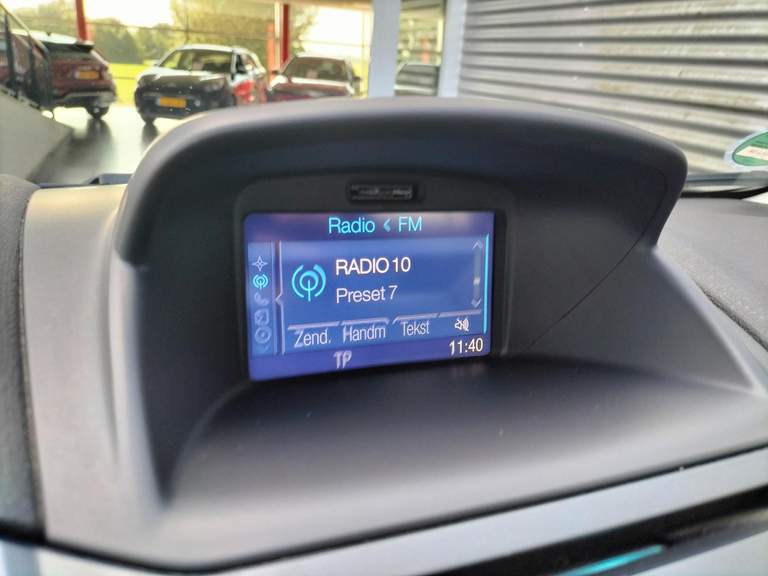 Radio < FM
RADIO 10
Preset 7
Zend. Handm Tekst
TP 11:40